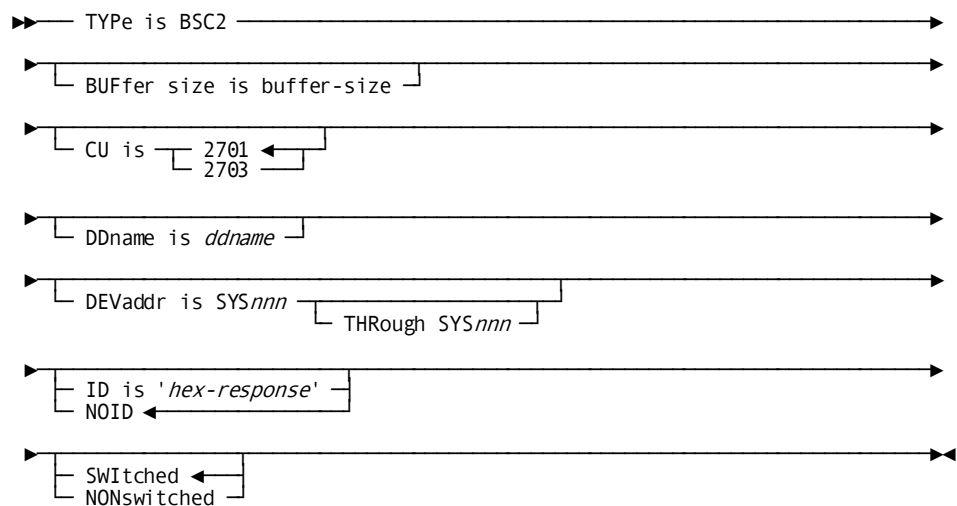 TYPe is BSC2
BUFfer size is buffer-size
CU is 2701
2703
DDname is ddname
DEVaddr is SYSnnn
THRough SYSnnn
ID is 'hex-response'
NOID
SWItched
NONswitched